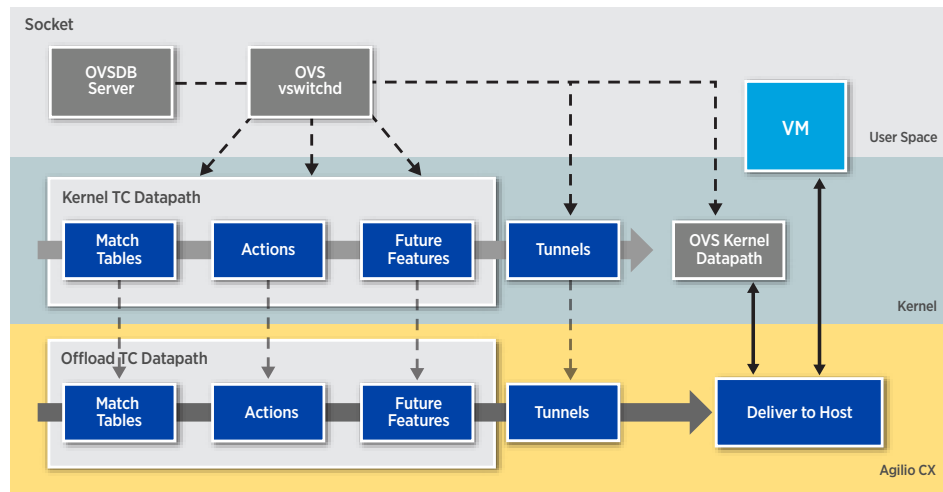 Socket
OVSDB
Server
OVS
vswitchd
VM
User Space
Kernel TC Datapath
Match
Tables
Actions
Future
Features
Tunnels
OVS Kernel
Datapath
Kernel
Offload TC Datapath
Match
Tables
Actions
Future
Features
Tunnels
Deliver to Host
Agilio CX